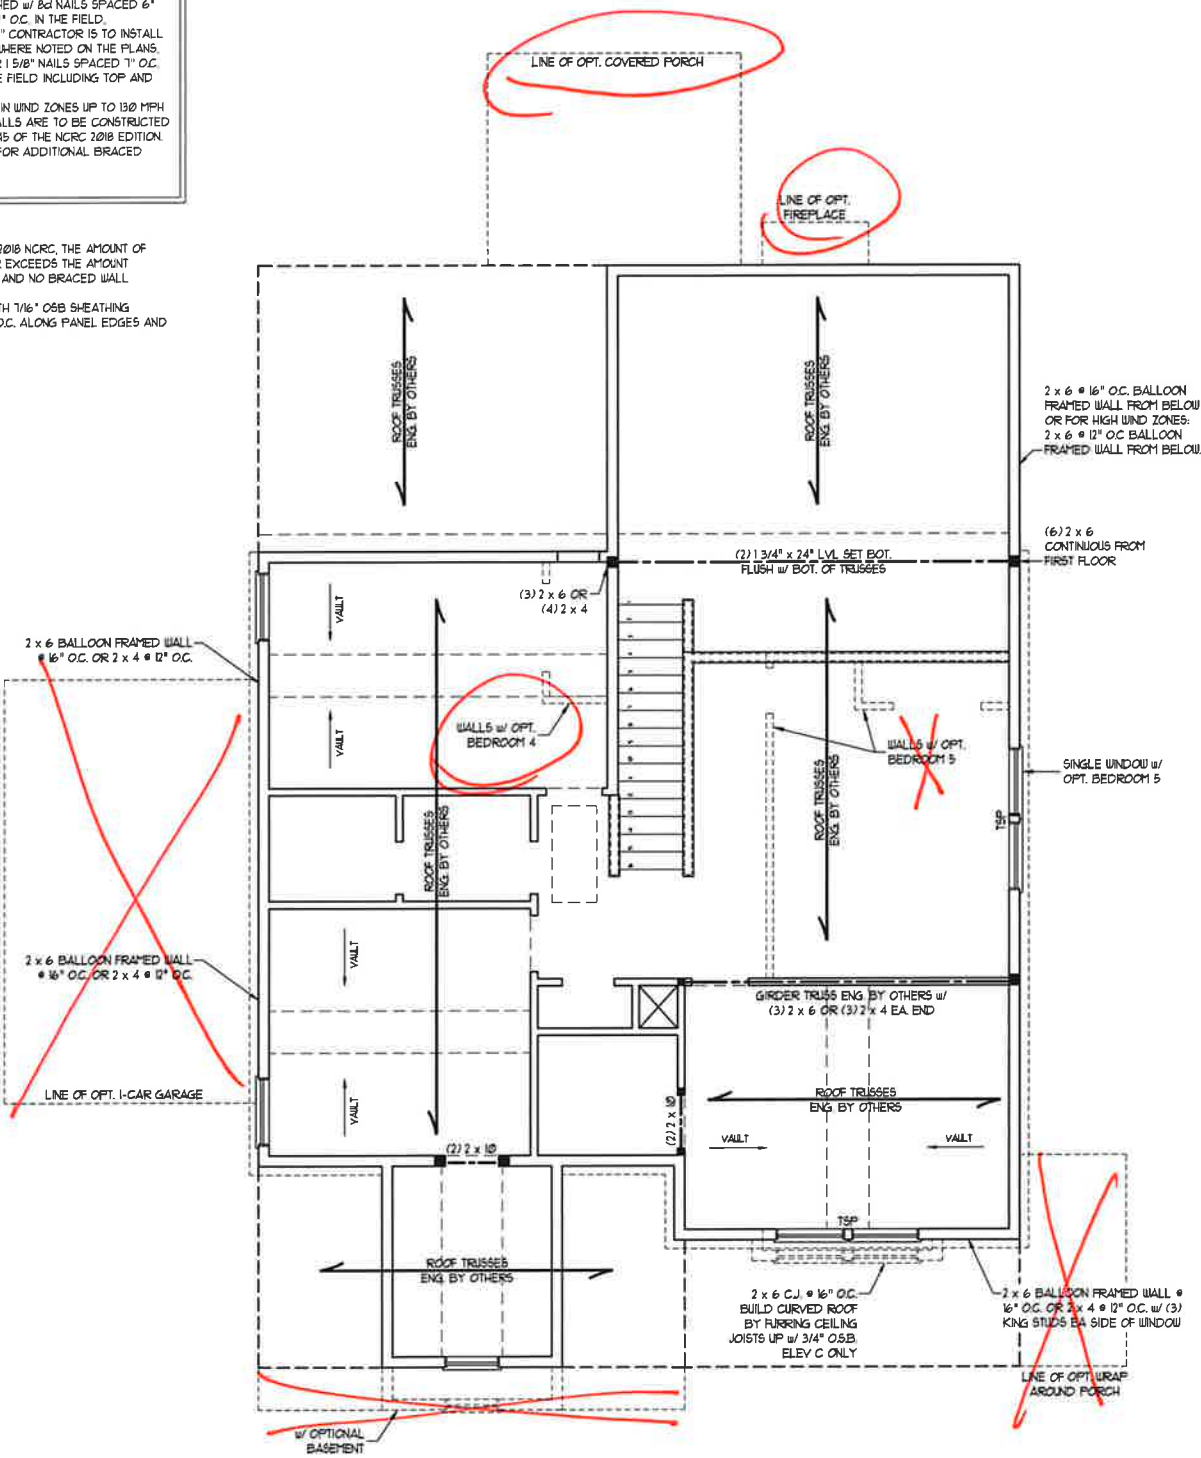 HED w/ 8d NAILS SPACED 6"
" O.C. IN THE FIELD.
" CONTRACTOR IS TO INSTALL
HERE NOTED ON THE PLANS.
R 1 5/8" NAILS SPACED 7" O.C.
E FIELD INCLUDING TOP AND
IN WIND ZONES UP TO 130 MPH
ALLS ARE TO BE CONSTRUCTED
OF THE NCRC 2018 EDITION.
FOR ADDITIONAL BRACED
2018 NCRC, THE AMOUNT OF
EXCEEDS THE AMOUNT
AND NO BRACED WALL
TH 7/16" OSB SHEATHING
O.C. ALONG PANEL EDGES AND
LINE OF OPT. COVERED PORCH
LINE OF OPT.
FIREPLACE
ROOF TRUSSES
ENG. BY OTHERS
ROOF TRUSSES
ENG. BY OTHERS
2 x 6 @ 16" O.C. BALLOON
FRAMED WALL FROM BELOW
OR FOR HIGH WIND ZONES:
2 x 6 @ 12" O.C. BALLOON
FRAMED WALL FROM BELOW.
(6) 2 x 6
CONTINUOUS FROM
FIRST FLOOR
(2) 1 3/4" x 24" LVL SET BOT.
FLUSH w/ BOT. OF TRUSSES
(3) 2 x 6 OR
(4) 2 x 4
VAULT
2 x 6 BALLOON FRAMED WALL
@ 16" O.C. OR 2 x 4 @ 12" O.C.
VAULT
WALLS w/ OPT.
BEDROOM 4
WALLS w/ OPT.
BEDROOM 5
SINGLE WINDOW w/
OPT. BEDROOM 5
TSP
ROOF TRUSSES
ENG. BY OTHERS
ROOF TRUSSES
ENG. BY OTHERS
VAULT
2 x 6 BALLOON FRAMED WALL
@ 16" O.C. OR 2 x 4 @ 12" O.C.
GIRDER TRUSS ENG. BY OTHERS w/
(3) 2 x 6 OR (3) 2 x 4 EA. END
LINE OF OPT. 1-CAR GARAGE
VAULT
ROOF TRUSSES
ENG. BY OTHERS
(2) 2 x 10
VAULT
VAULT
(2) 2 x 10
TSP
ROOF TRUSSES
ENG. BY OTHERS
2 x 6 C.J. @ 16" O.C.
BUILD CURVED ROOF
BY FURRING CEILING
JOISTS UP w/ 3/4" O.S.B.
ELEV C ONLY
2 x 6 BALLOON FRAMED WALL @
16" O.C. OR 2 x 4 @ 12" O.C. w/ (3)
KING STUDS EA SIDE OF WINDOW
LINE OF OPT. WRAP
AROUND PORCH
w/ OPTIONAL
BASEMENT